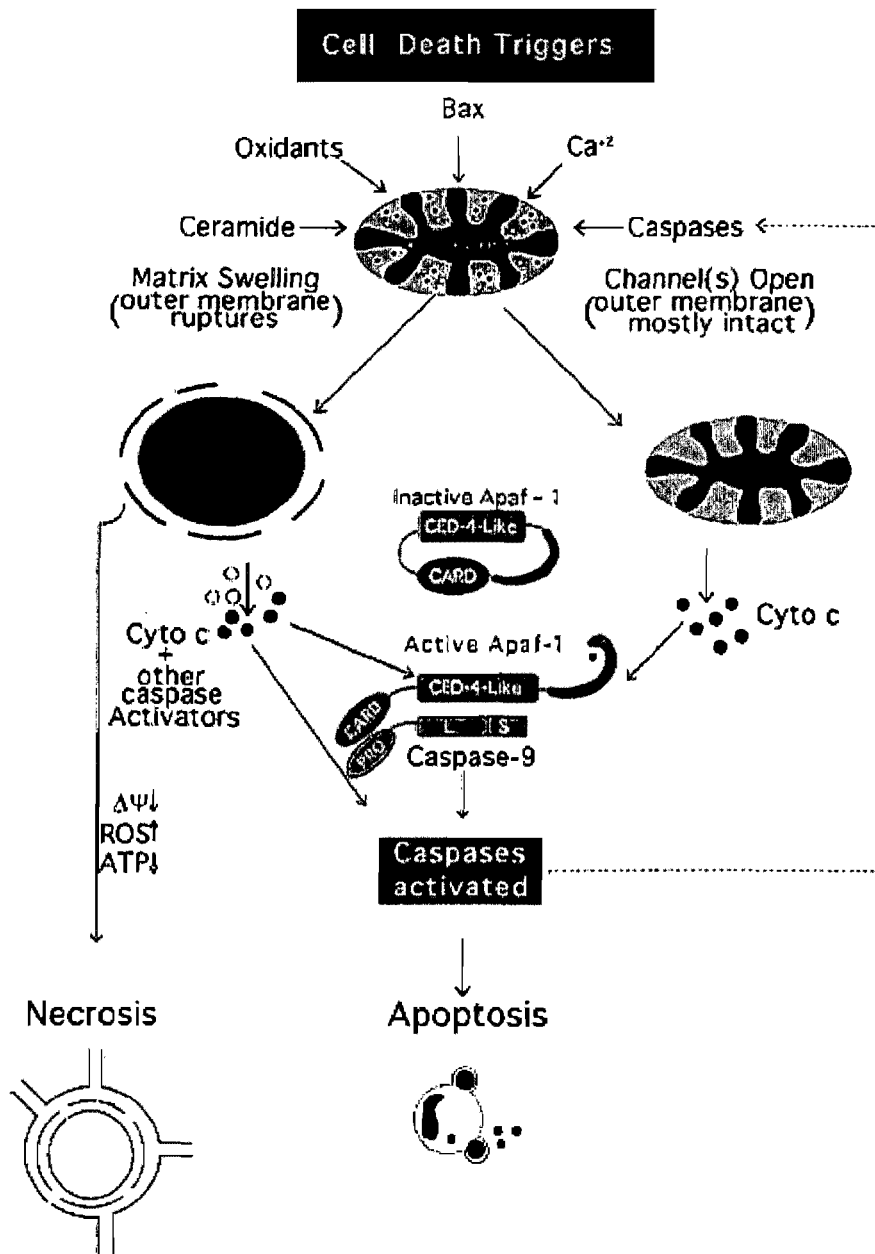 Cell Death Triggers
Bax
Oxidants
Ca+2
Ceramide
Caspases
Matrix Swelling
(outer membrane
ruptures)
Channel(s) Open
(outer membrane
mostly intact)
Inactive Apaf-1
CED-4-Like
CARD
Cyto c
+
other
caspase
Activators
Cyto c
Active Apaf-1
CED-4-Like
CARD
L S
PRO
Caspase-9
ΔΨ↓
ROS↑
ATP↓
Caspases
activated
Necrosis
Apoptosis